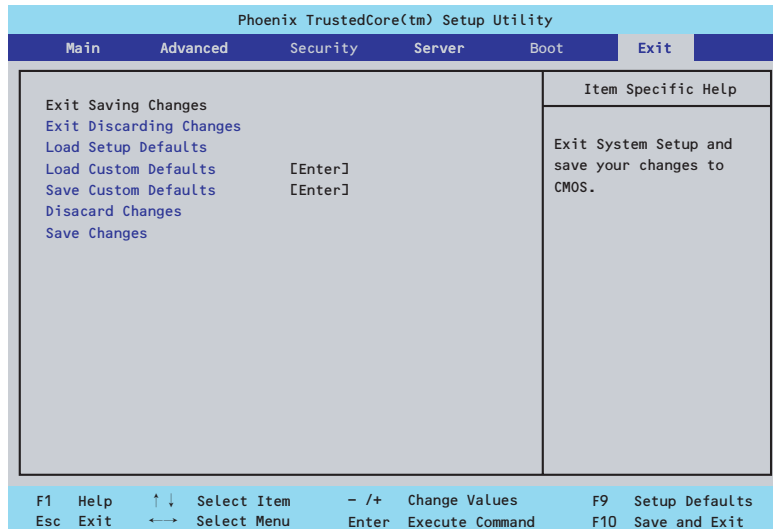 Phoenix TrustedCore(tm) Setup Utility
Main Advanced Security Server Boot Exit
Exit Saving Changes
Exit Discarding Changes
Load Setup Defaults
Load Custom Defaults [Enter]
Save Custom Defaults [Enter]
Disacard Changes
Save Changes
Item Specific Help
Exit System Setup and
save your changes to
CMOS.
F1 Help ↑↓ Select Item - /+ Change Values F9 Setup Defaults
Esc Exit ←→ Select Menu Enter Execute Command F10 Save and Exit